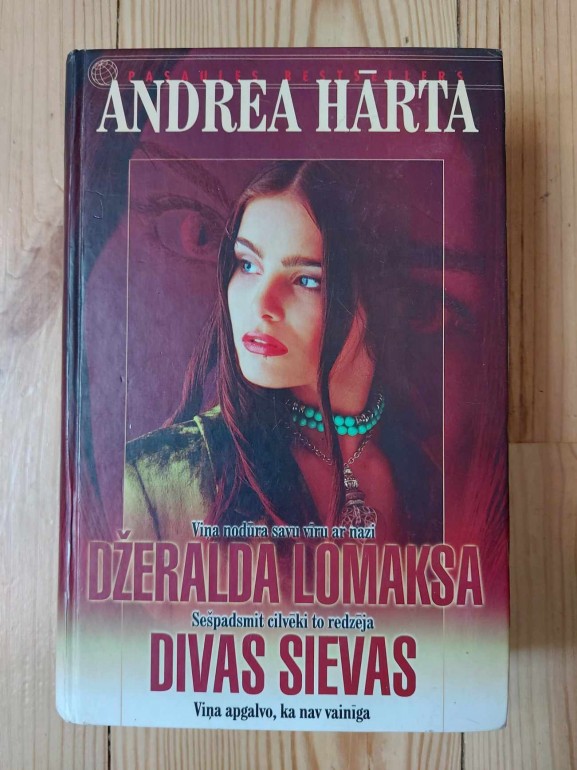 PASAULES BESTSELLERS
ANDREA HĀRTA
Viņa nodūra savu vīru ar nazi
DŽERALDA LOMAKSA
Sešpadsmit cilvēki to redzēja
DIVAS SIEVAS
Viņa apgalvo, ka nav vainīga